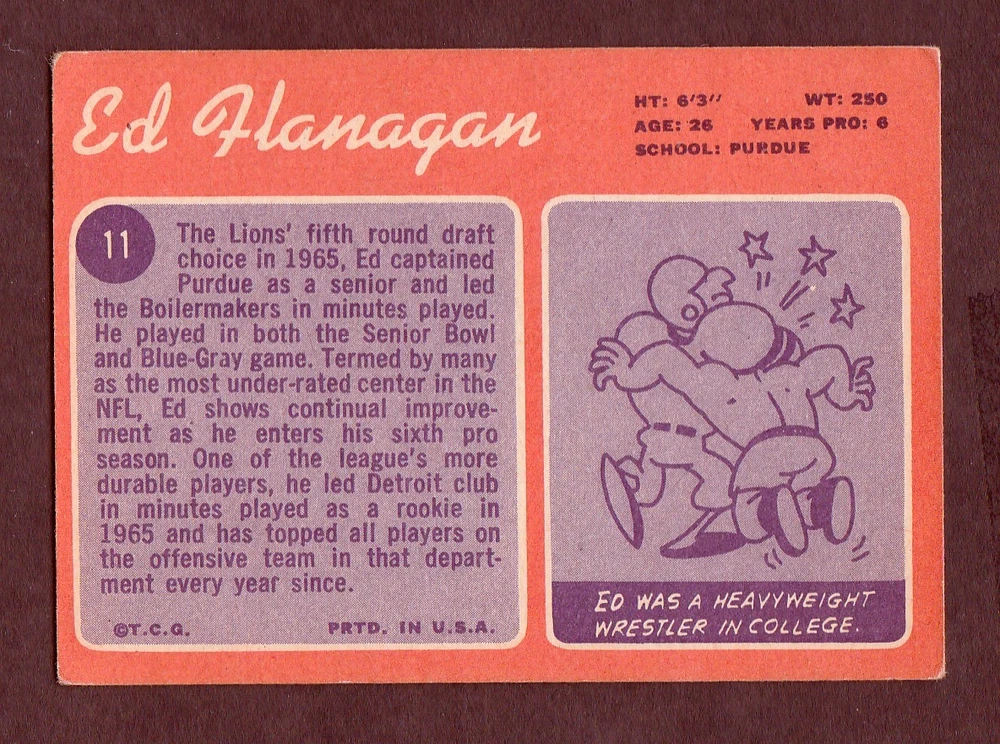 Ed Flanagan
HT: 6'3" WT: 250
AGE: 26 YEARS PRO: 6
SCHOOL: PURDUE
11
The Lions' fifth round draft
choice in 1965, Ed captained
Purdue as a senior and led
the Boilermakers in minutes played.
He played in both the Senior Bowl
and Blue-Gray game. Termed by many
as the most under-rated center in the
NFL, Ed shows continual improve-
ment as he enters his sixth pro
season. One of the league's more
durable players, he led Detroit club
in minutes played as a rookie in
1965 and has topped all players on
the offensive team in that depart-
ment every year since.
©T.C.G. PRTD. IN U.S.A.
ED WAS A HEAVYWEIGHT
WRESTLER IN COLLEGE.